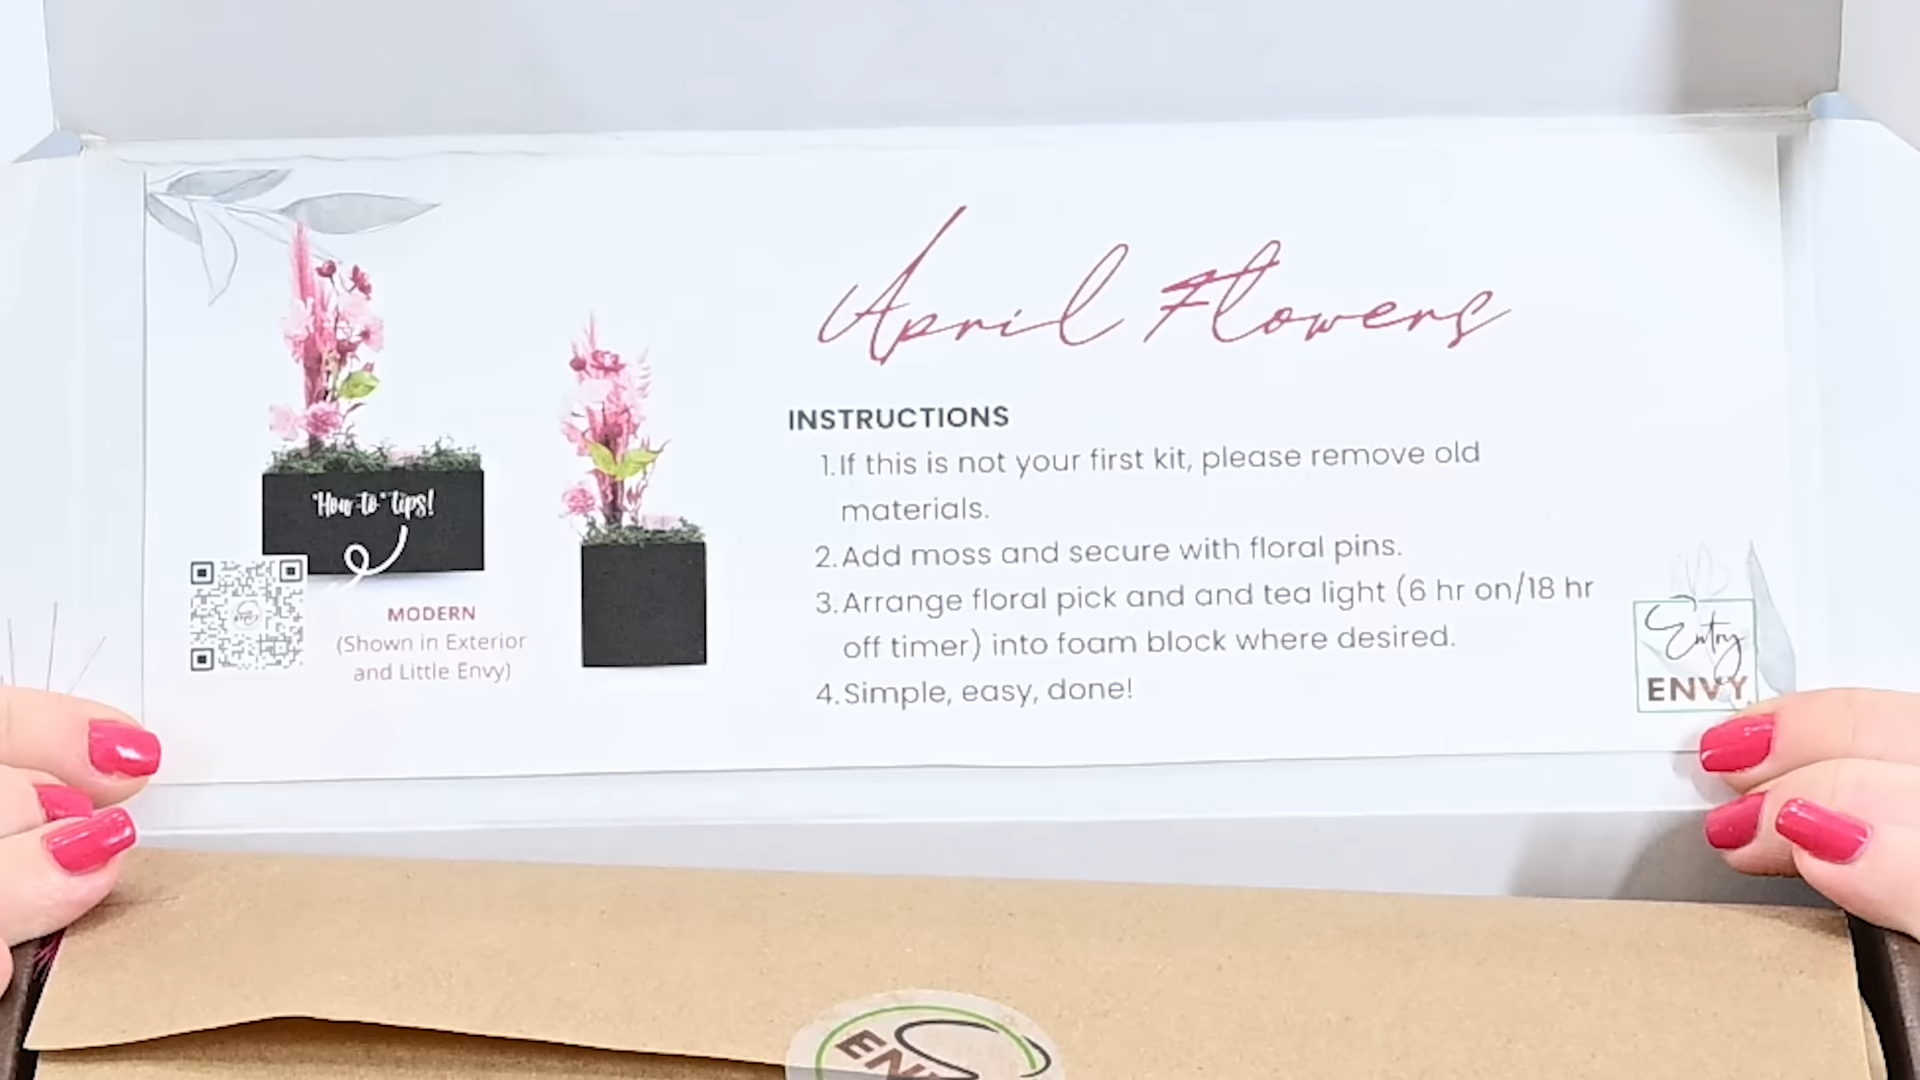 April Flowers
INSTRUCTIONS
1. If this is not your first kit, please remove old
materials.
2. Add moss and secure with floral pins.
3. Arrange floral pick and and tea light (6 hr on/18 hr
off timer) into foam block where desired.
4. Simple, easy, done!
"How-to" tips!
MODERN
(Shown in Exterior
and Little Envy)
Entry
ENVY